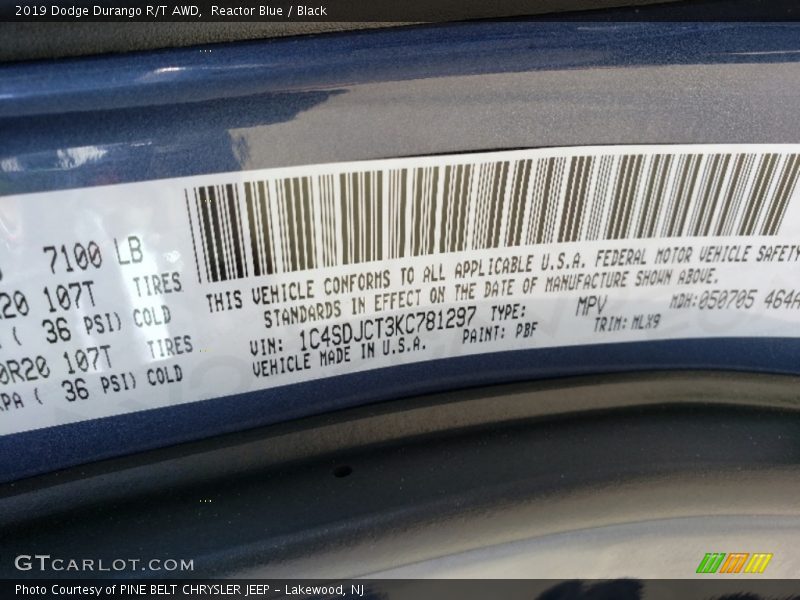 2019 Dodge Durango R/T AWD, Reactor Blue / Black
7100 LB
R20 107T TIRES
( 36 PSI) COLD
0R20 107T TIRES
KPA ( 36 PSI) COLD
THIS VEHICLE CONFORMS TO ALL APPLICABLE U.S.A. FEDERAL MOTOR VEHICLE SAFETY
STANDARDS IN EFFECT ON THE DATE OF MANUFACTURE SHOWN ABOVE.
VIN: 1C4SDJCT3KC781297 TYPE: MPV MDH:050705 464A
VEHICLE MADE IN U.S.A. PAINT: PBF TRIM: MLX9
GTCARLOT.COM
Photo Courtesy of PINE BELT CHRYSLER JEEP - Lakewood, NJ